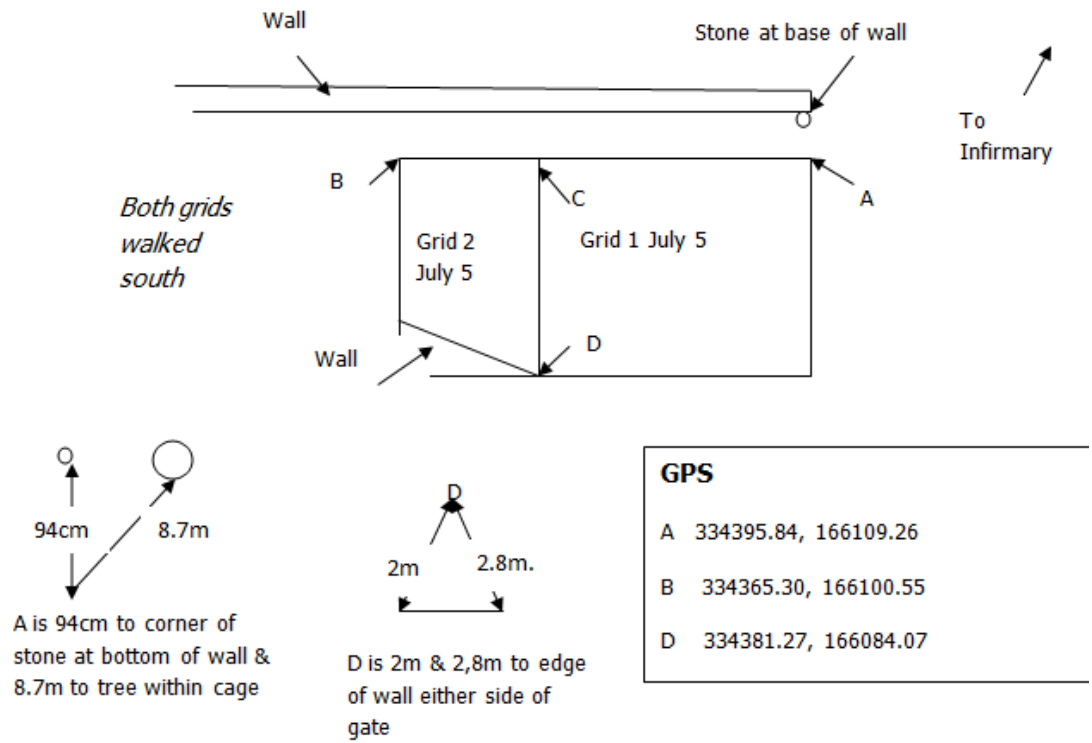 Wall
Stone at base of wall
To
Infirmary
B
C
A
Both grids
walked
south
Grid 2
July 5
Grid 1 July 5
D
Wall
94cm
8.7m
A is 94cm to corner of
stone at bottom of wall &
8.7m to tree within cage
D
2m
2.8m.
D is 2m & 2,8m to edge
of wall either side of
gate
GPS
A 334395.84, 166109.26
B 334365.30, 166100.55
D 334381.27, 166084.07